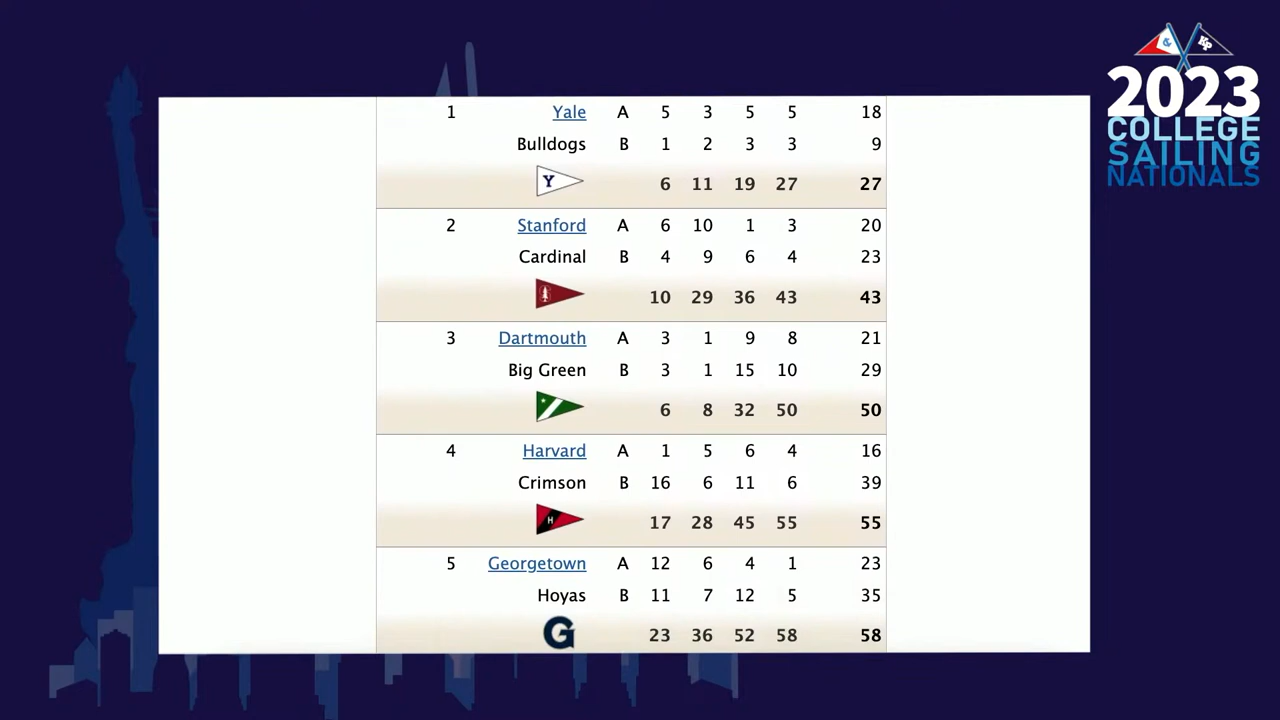 KP
2023
COLLEGE
SAILING
NATIONALS
1 Yale A 5 3 5 5 18
Bulldogs B 1 2 3 3 9
Y 6 11 19 27 27
2 Stanford A 6 10 1 3 20
Cardinal B 4 9 6 4 23
10 29 36 43 43
3 Dartmouth A 3 1 9 8 21
Big Green B 3 1 15 10 29
6 8 32 50 50
4 Harvard A 1 5 6 4 16
Crimson B 16 6 11 6 39
H 17 28 45 55 55
5 Georgetown A 12 6 4 1 23
Hoyas B 11 7 12 5 35
G 23 36 52 58 58